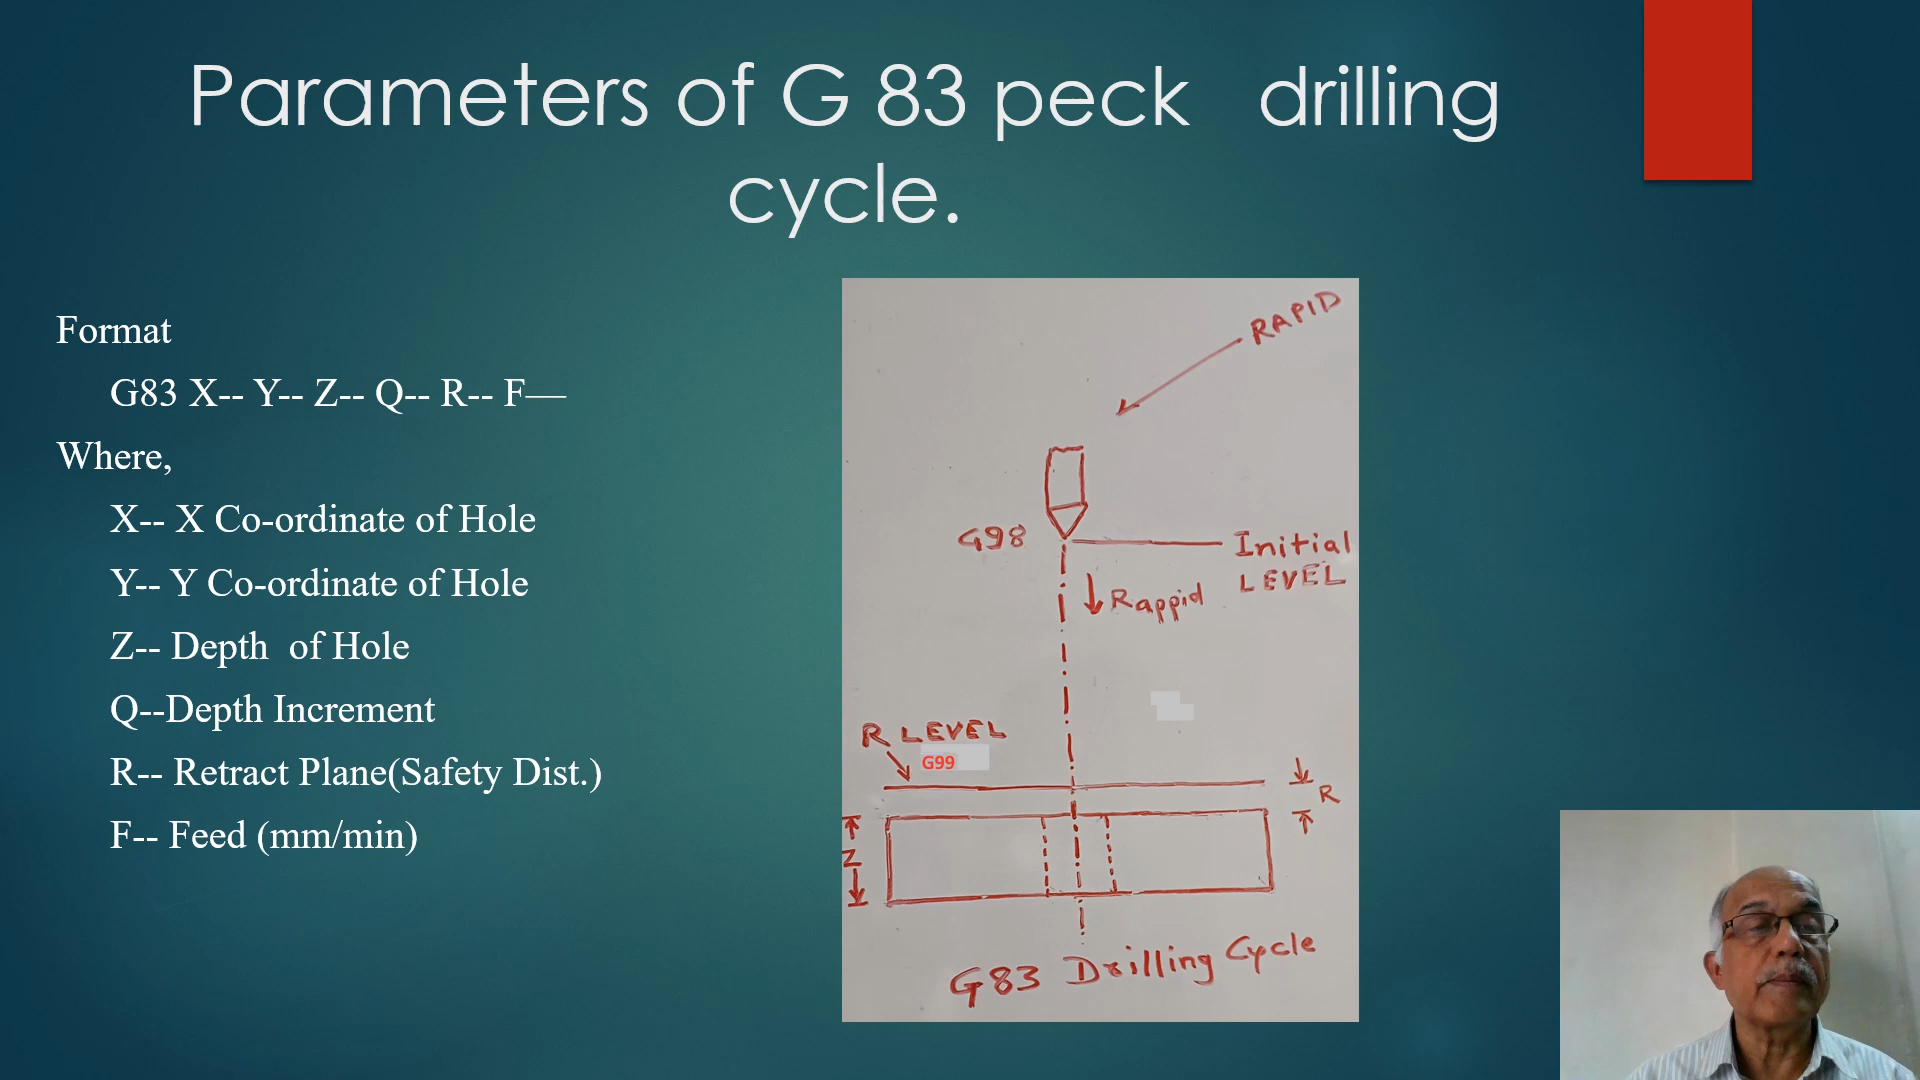 Parameters of G 83 peck drilling
cycle.
Format
G83 X-- Y-- Z-- Q-- R-- F—
Where,
X-- X Co-ordinate of Hole
Y-- Y Co-ordinate of Hole
Z-- Depth of Hole
Q--Depth Increment
R-- Retract Plane(Safety Dist.)
F-- Feed (mm/min)
RAPID
G98
Initial
LEVEL
Rappid
R LEVEL
G99
R
Z
G83 Drilling Cycle